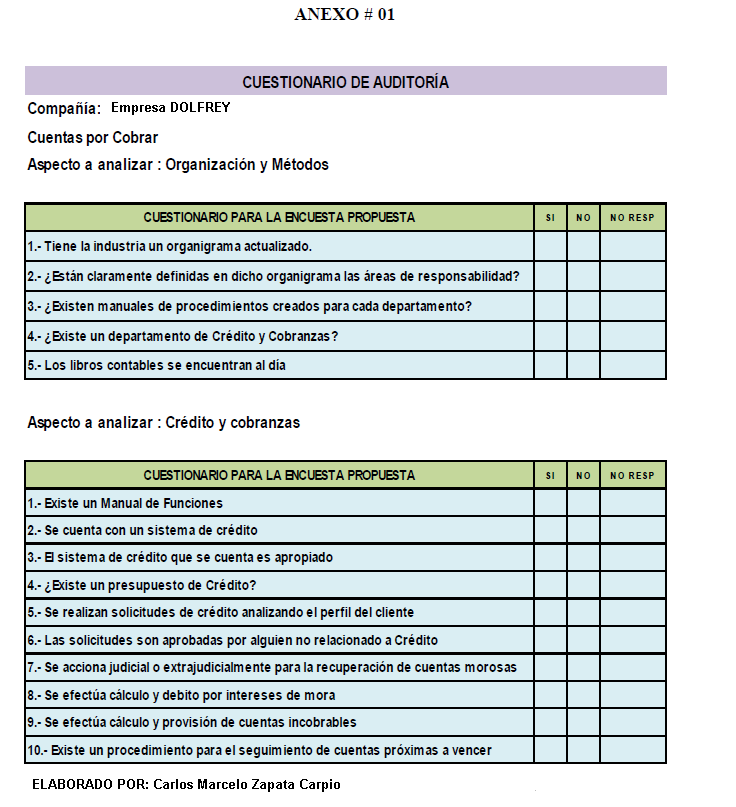 ANEXO # 01
CUESTIONARIO DE AUDITORÍA
Compañía: Empresa DOLFREY
Cuentas por Cobrar
Aspecto a analizar : Organización y Métodos
CUESTIONARIO PARA LA ENCUESTA PROPUESTA SI NO NO RESP
1.- Tiene la industria un organigrama actualizado.
2.- ¿Están claramente definidas en dicho organigrama las áreas de responsabilidad?
3.- ¿Existen manuales de procedimientos creados para cada departamento?
4.- ¿Existe un departamento de Crédito y Cobranzas?
5.- Los libros contables se encuentran al día
Aspecto a analizar : Crédito y cobranzas
CUESTIONARIO PARA LA ENCUESTA PROPUESTA SI NO NO RESP
1.- Existe un Manual de Funciones
2.- Se cuenta con un sistema de crédito
3.- El sistema de crédito que se cuenta es apropiado
4.- ¿Existe un presupuesto de Crédito?
5.- Se realizan solicitudes de crédito analizando el perfil del cliente
6.- Las solicitudes son aprobadas por alguien no relacionado a Crédito
7.- Se acciona judicial o extrajudicialmente para la recuperación de cuentas morosas
8.- Se efectúa cálculo y debito por intereses de mora
9.- Se efectúa cálculo y provisión de cuentas incobrables
10.- Existe un procedimiento para el seguimiento de cuentas próximas a vencer
ELABORADO POR: Carlos Marcelo Zapata Carpio